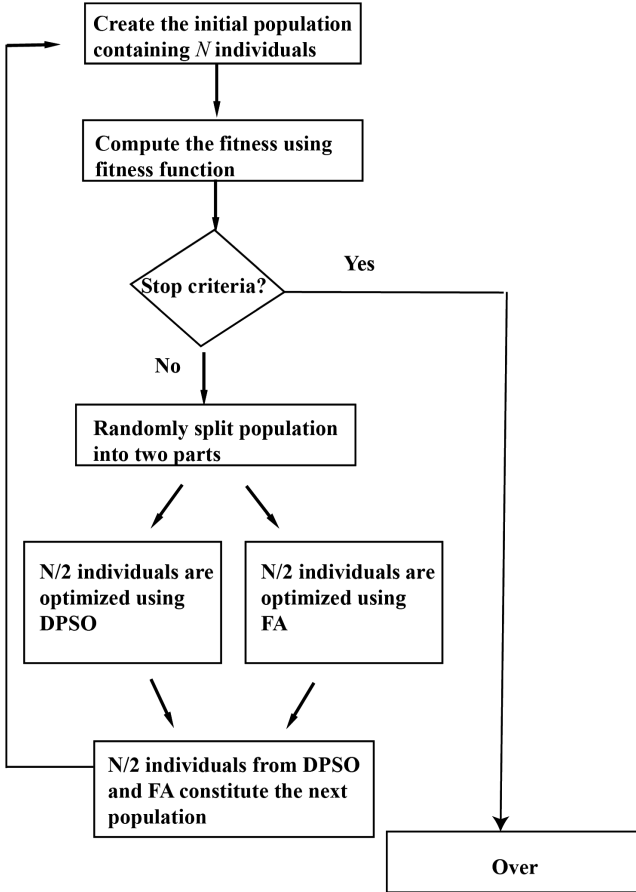 Create the initial population
containing N individuals
Compute the fitness using
fitness function
Stop criteria?
Yes
No
Randomly split population
into two parts
N/2 individuals are
optimized using
DPSO
N/2 individuals are
optimized using
FA
N/2 individuals from DPSO
and FA constitute the next
population
Over